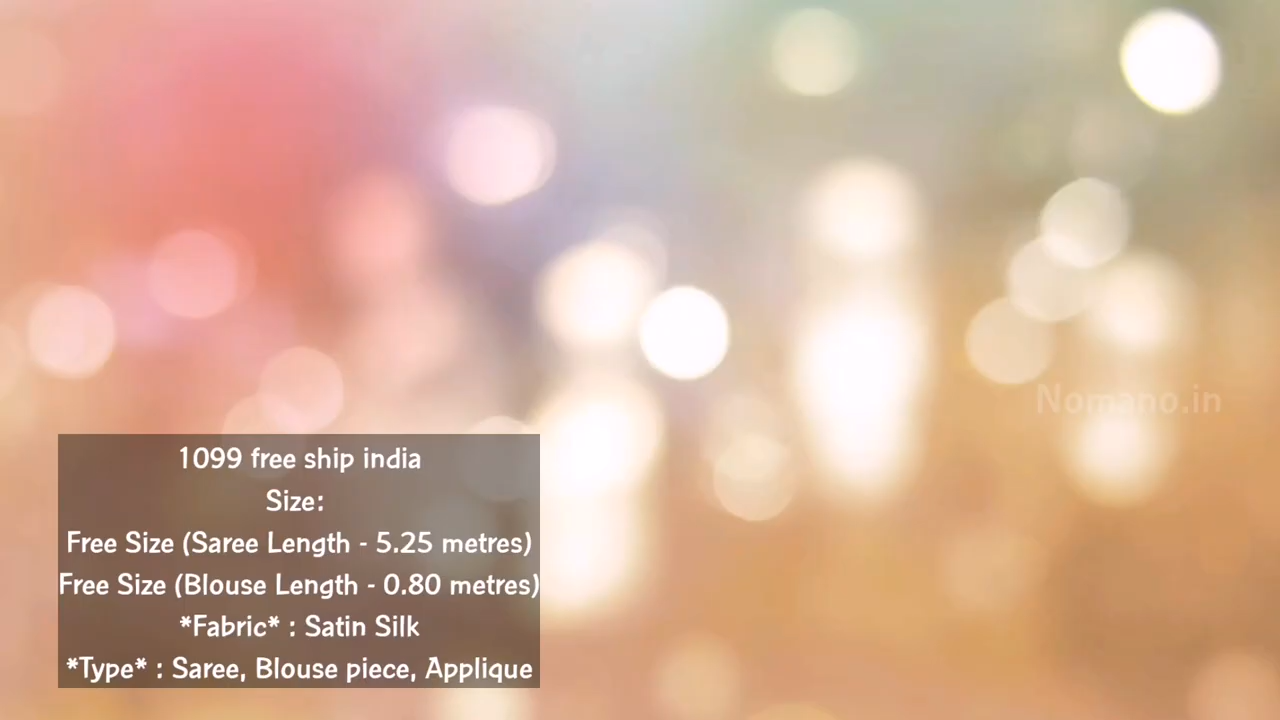 Nomano.in
1099 free ship india
Size:
Free Size (Saree Length - 5.25 metres)
Free Size (Blouse Length - 0.80 metres)
*Fabric* : Satin Silk
*Type* : Saree, Blouse piece, Applique